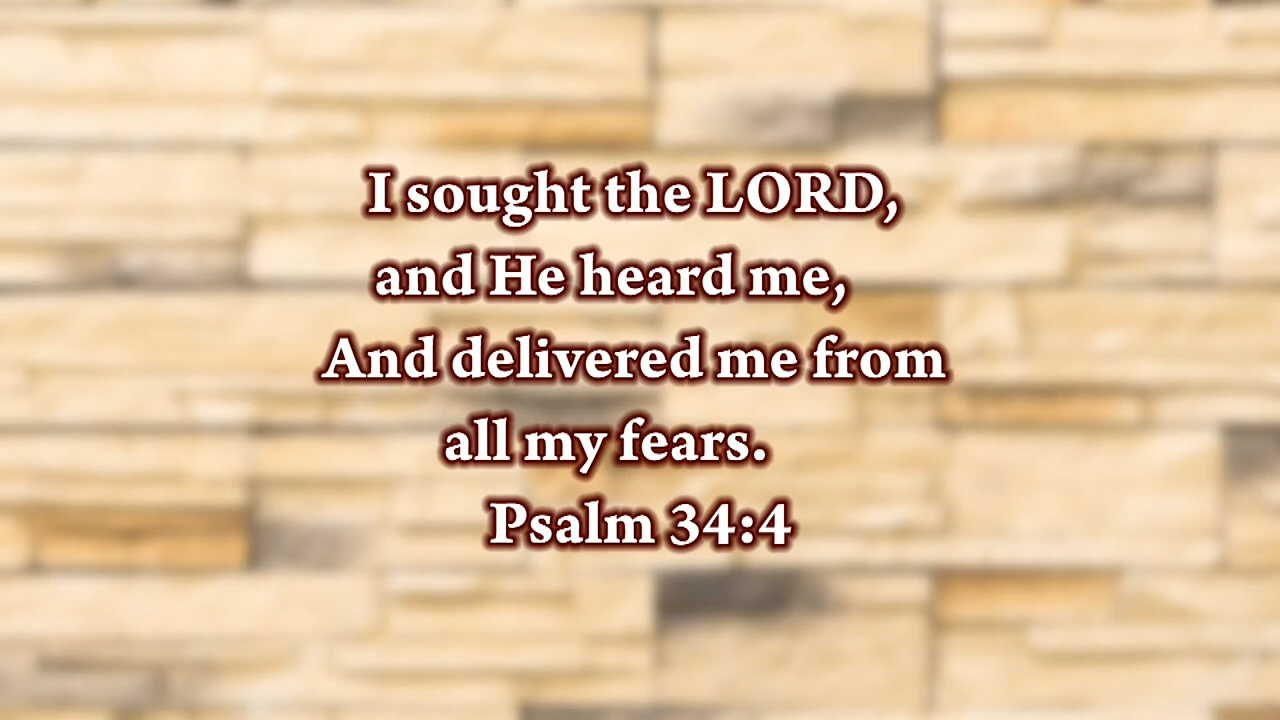 I sought the LORD,
and He heard me,
And delivered me from
all my fears.
Psalm 34:4